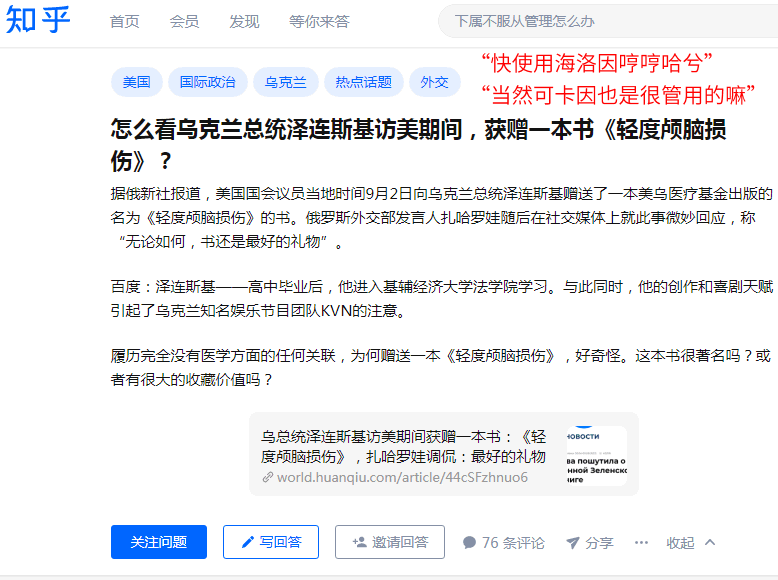 知乎 首页 会员 发现 等你来答 下属不服从管理怎么办
“快使用海洛因哼哼哈兮”
美国 国际政治 乌克兰 热点话题 外交
“当然可卡因也是很管用的嘛”
怎么看乌克兰总统泽连斯基访美期间，获赠一本书《轻度颅脑损
伤》？
据俄新社报道，美国国会议员当地时间9月2日向乌克兰总统泽连斯基赠送了一本美乌医疗基金出版的
名为《轻度颅脑损伤》的书。俄罗斯外交部发言人扎哈罗娃随后在社交媒体上就此事微妙回应，称
“无论如何，书还是最好的礼物”。
百度：泽连斯基——高中毕业后，他进入基辅经济大学法学院学习。与此同时，他的创作和喜剧天赋
引起了乌克兰知名娱乐节目团队KVN的注意。
履历完全没有医学方面的任何关联，为何赠送一本《轻度颅脑损伤》，好奇怪。这本书很著名吗？或
者有很大的收藏价值吗？
乌总统泽连斯基访美期间获赠一本书：《轻
度颅脑损伤》，扎哈罗娃调侃：最好的礼物
world.huanqiu.com/article/44cSFzhnuo6
НОВОСТИ
ва пошутила о
нной Зеленско
ниге
关注问题 写回答 邀请回答 76 条评论 分享 ··· 收起